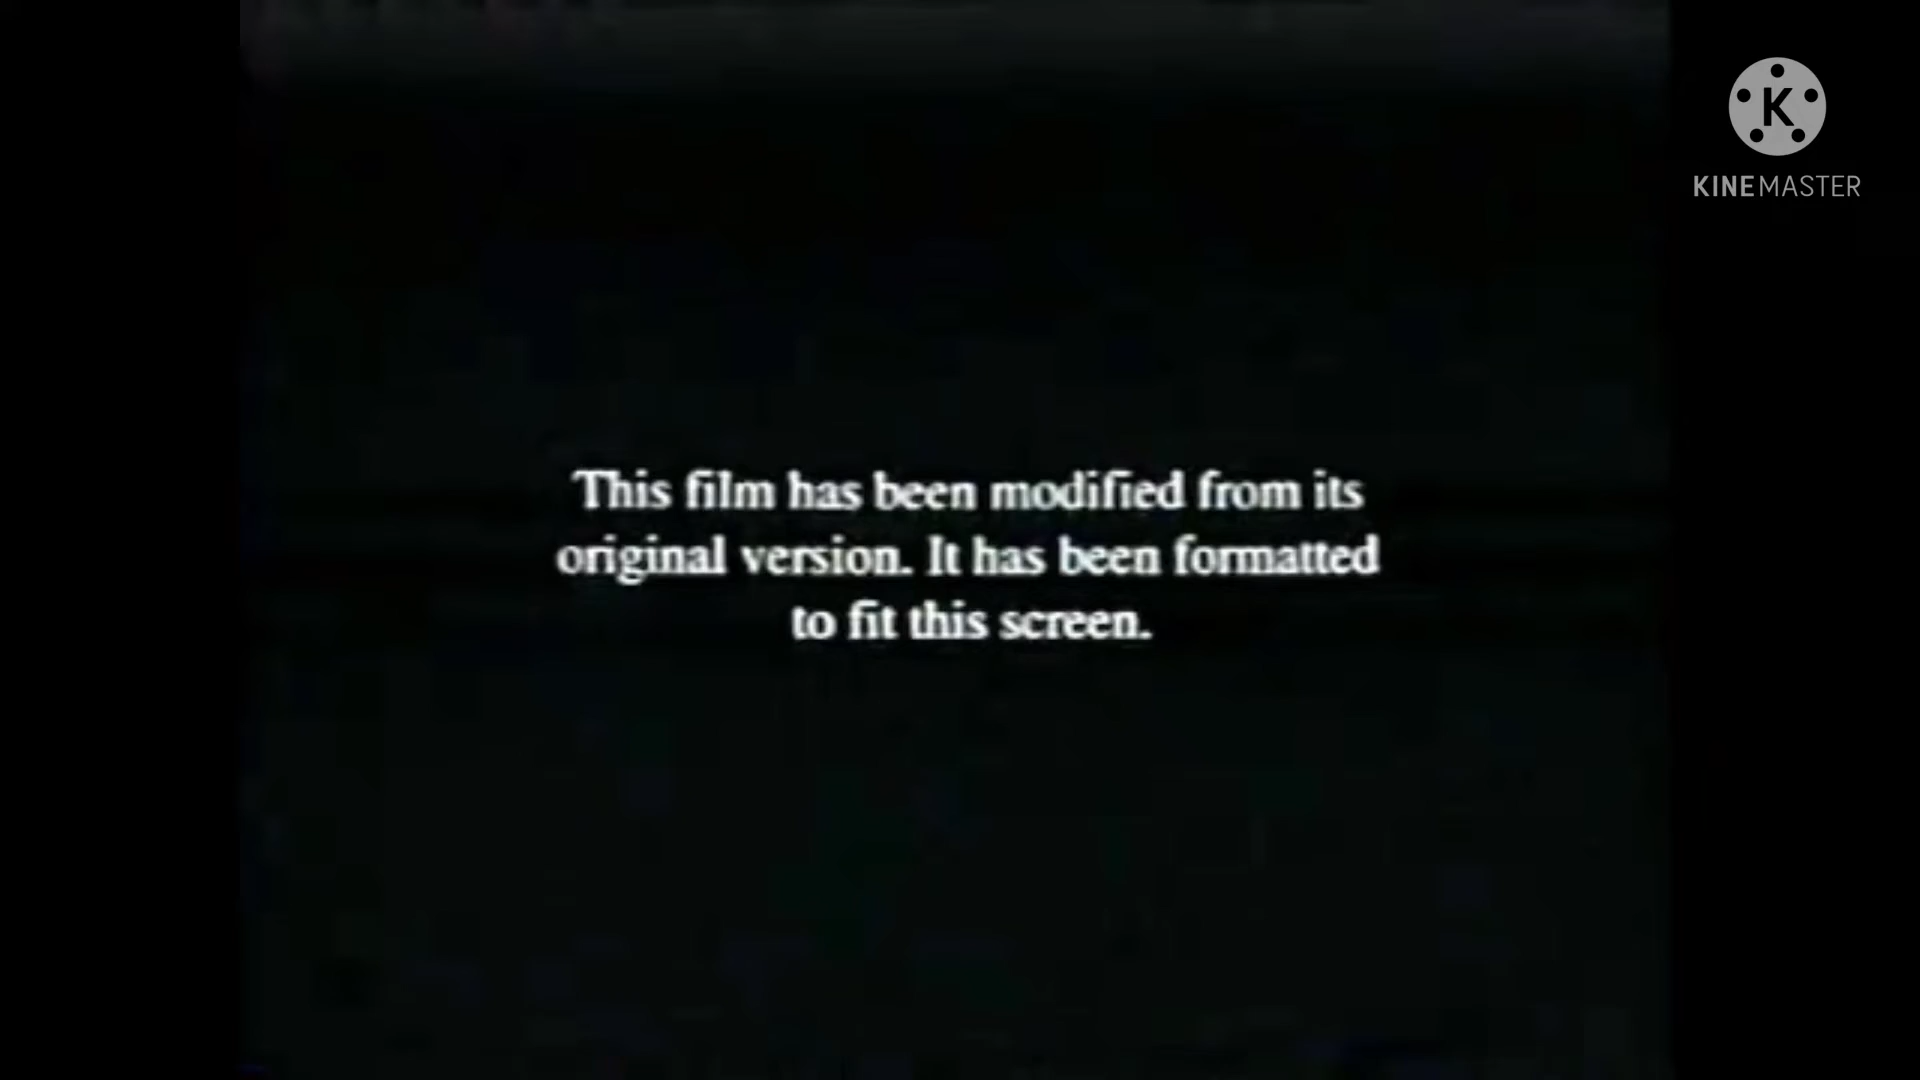 K
KINEMASTER
This film has been modified from its
original version. It has been formatted
to fit this screen.